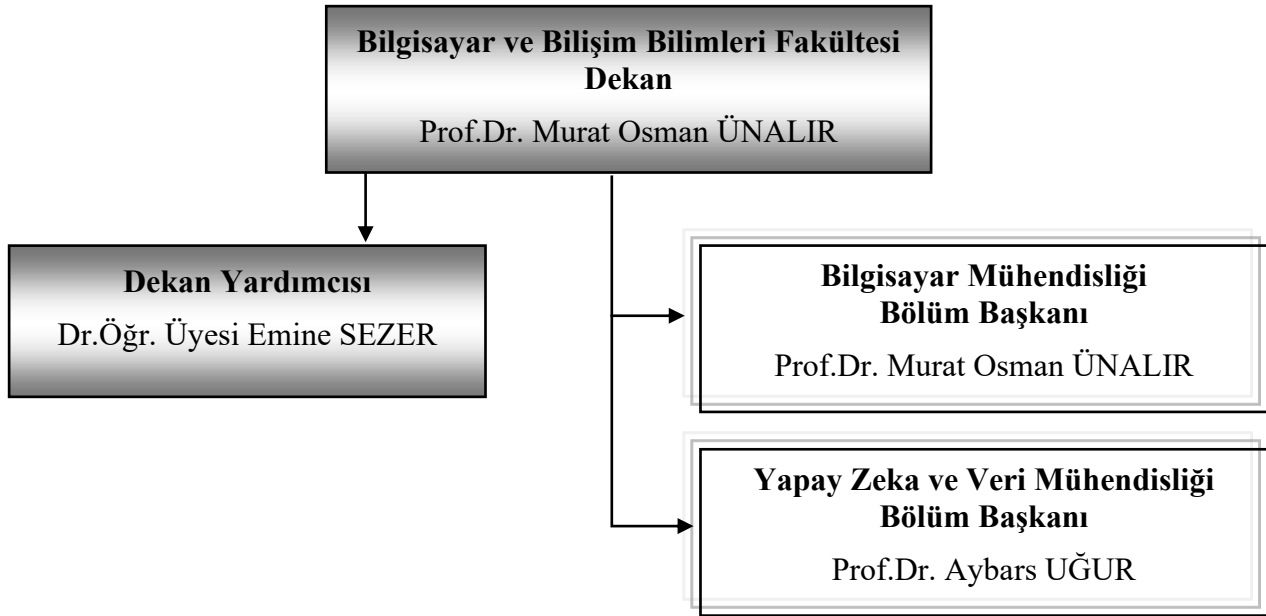 Bilgisayar ve Bilişim Bilimleri Fakültesi
Dekan
Prof.Dr. Murat Osman ÜNALIR
Dekan Yardımcısı
Dr.Öğr. Üyesi Emine SEZER
Bilgisayar Mühendisliği
Bölüm Başkanı
Prof.Dr. Murat Osman ÜNALIR
Yapay Zeka ve Veri Mühendisliği
Bölüm Başkanı
Prof.Dr. Aybars UĞUR